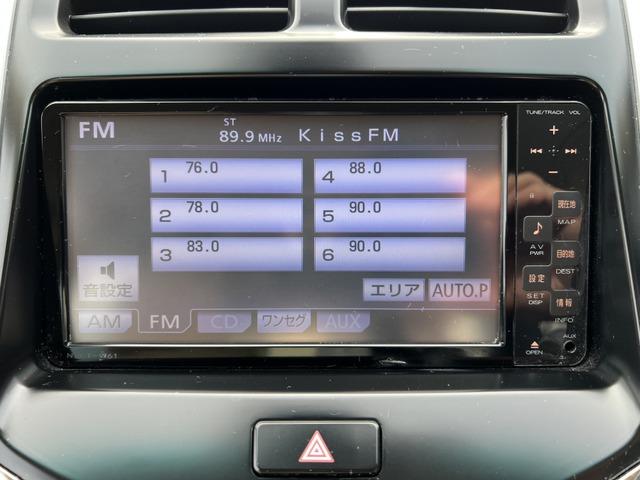 FM
ST
89.9 MHz KissFM
1 76.0
2 78.0
3 83.0
4 88.0
5 90.0
6 90.0
音設定
エリア AUTO.P
AM FM CD ワンセグ AUX
TUNE/TRACK VOL
現在地
MAP
AV
PWR
目的地
DEST
設定
SET
DISP
情報
INFO
OPEN
AUX